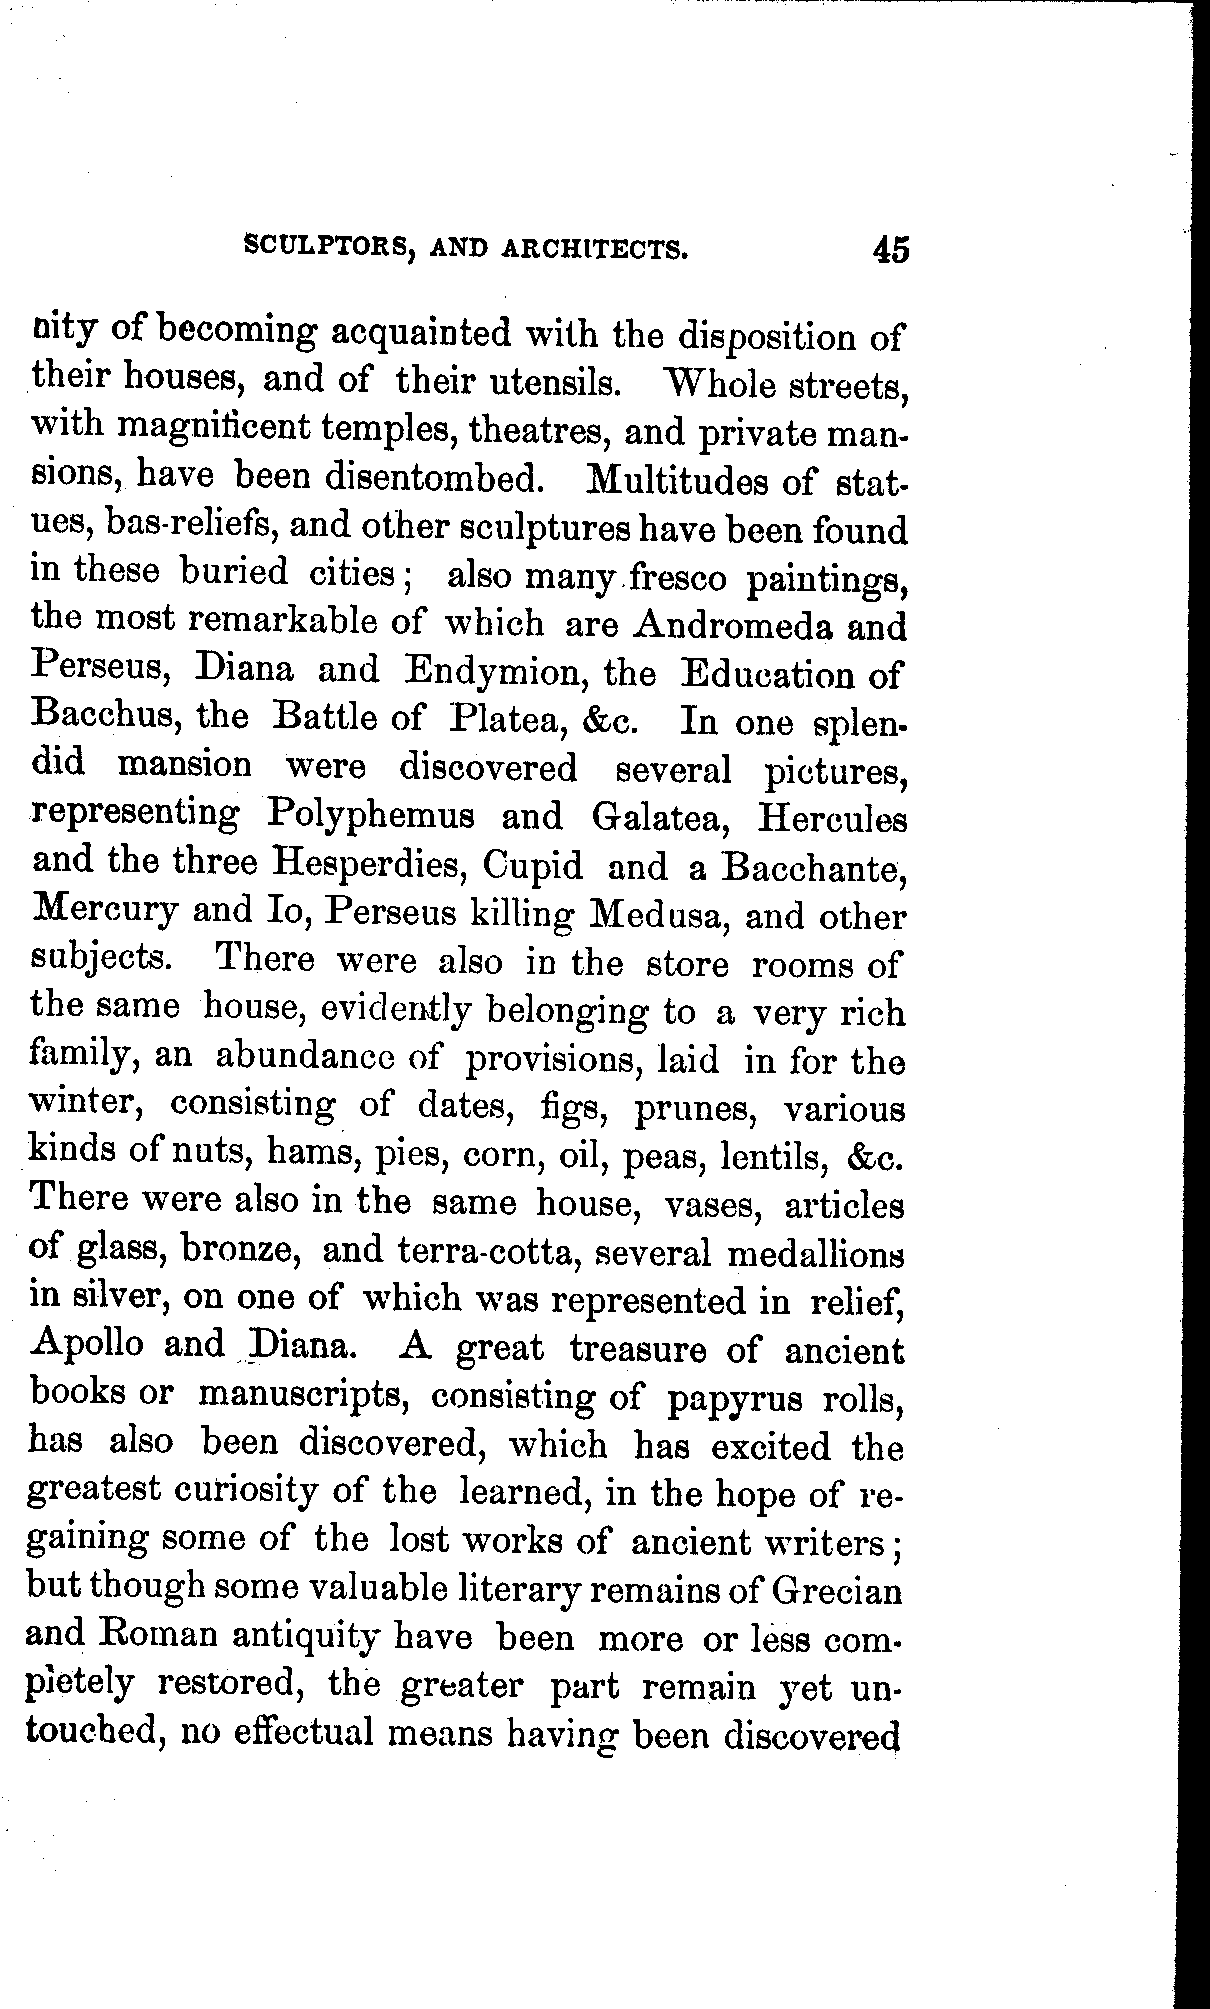 SCULPTORS, AND ARCHITECTS. 45
nity of becoming acquainted with the disposition of
their houses, and of their utensils. Whole streets,
with magnificent temples, theatres, and private man-
sions, have been disentombed. Multitudes of stat-
ues, bas-reliefs, and other sculptures have been found
in these buried cities; also many fresco paintings,
the most remarkable of which are Andromeda and
Perseus, Diana and Endymion, the Education of
Bacchus, the Battle of Platea, &c. In one splen-
did mansion were discovered several pictures,
representing Polyphemus and Galatea, Hercules
and the three Hesperdies, Cupid and a Bacchante,
Mercury and Io, Perseus killing Medusa, and other
subjects. There were also in the store rooms of
the same house, evidently belonging to a very rich
family, an abundance of provisions, laid in for the
winter, consisting of dates, figs, prunes, various
kinds of nuts, hams, pies, corn, oil, peas, lentils, &c.
There were also in the same house, vases, articles
of glass, bronze, and terra-cotta, several medallions
in silver, on one of which was represented in relief,
Apollo and Diana. A great treasure of ancient
books or manuscripts, consisting of papyrus rolls,
has also been discovered, which has excited the
greatest curiosity of the learned, in the hope of re-
gaining some of the lost works of ancient writers;
but though some valuable literary remains of Grecian
and Roman antiquity have been more or less com-
pletely restored, the greater part remain yet un-
touched, no effectual means having been discovered